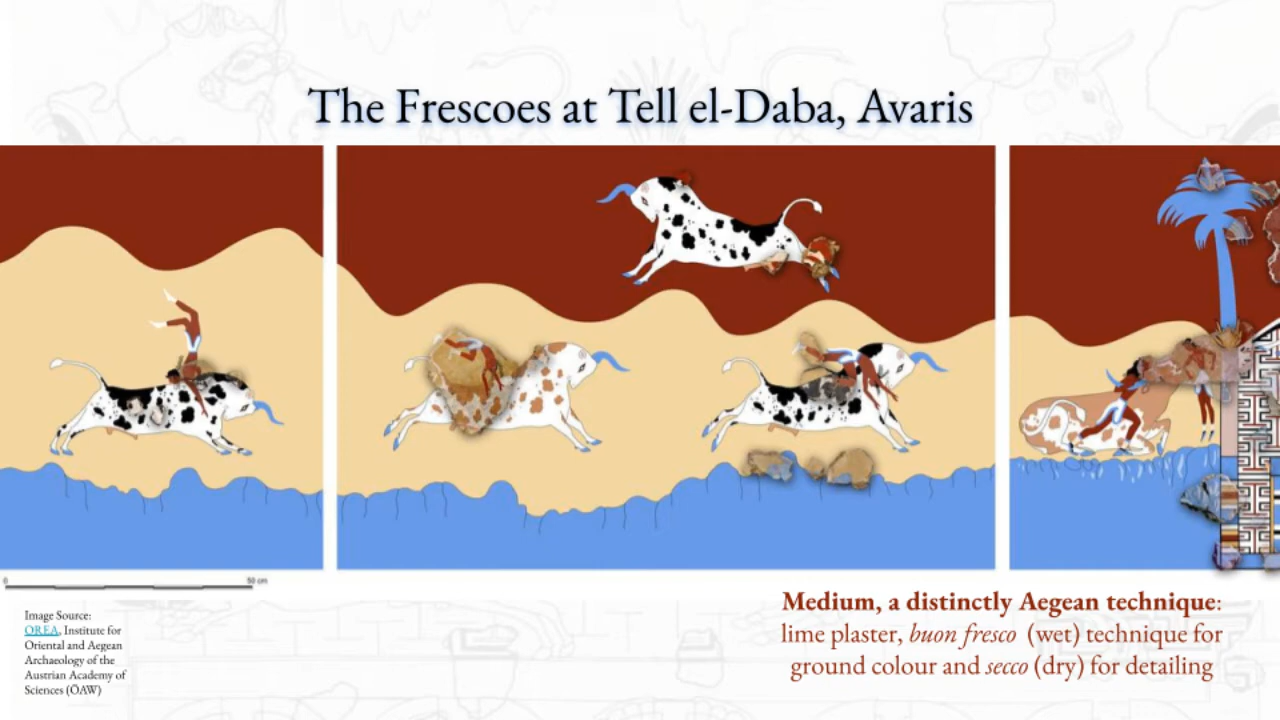 The Frescoes at Tell el-Daba, Avaris
0
50 cm
Image Source:
OREA, Institute for
Oriental and Aegean
Archaeology of the
Austrian Academy of
Sciences (ÖAW)
Medium, a distinctly Aegean technique:
lime plaster, buon fresco (wet) technique for
ground colour and secco (dry) for detailing